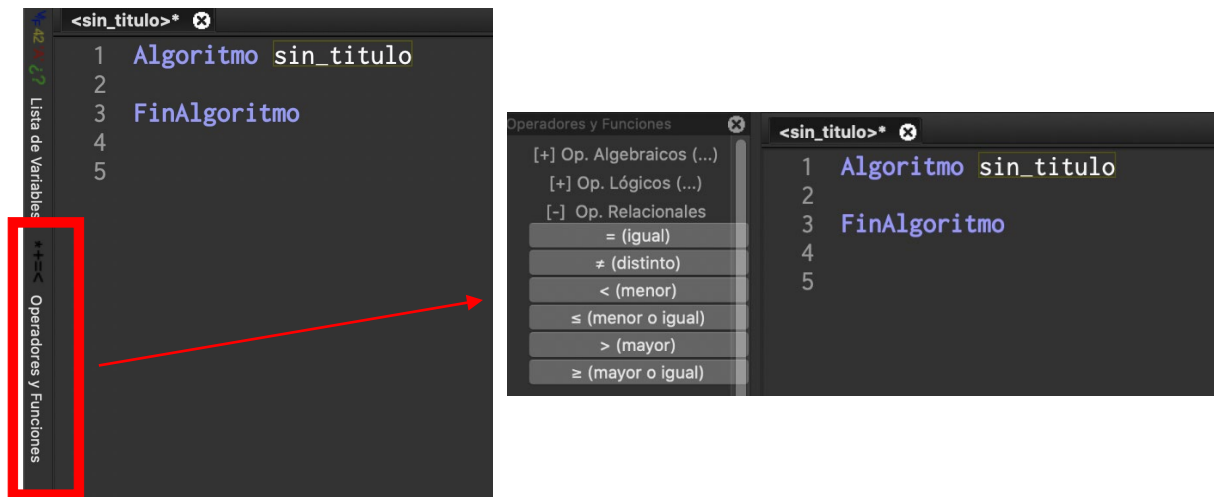 <sin_titulo>*
42 ¿?
Lista de Variables
*+=<
Operadores y Funciones
1 Algoritmo sin_titulo
2
3 FinAlgoritmo
4
5
Operadores y Funciones
[+] Op. Algebraicos (...)
[+] Op. Lógicos (...)
[-] Op. Relacionales
= (igual)
≠ (distinto)
< (menor)
≤ (menor o igual)
> (mayor)
≥ (mayor o igual)
<sin_titulo>*
1 Algoritmo sin_titulo
2
3 FinAlgoritmo
4
5